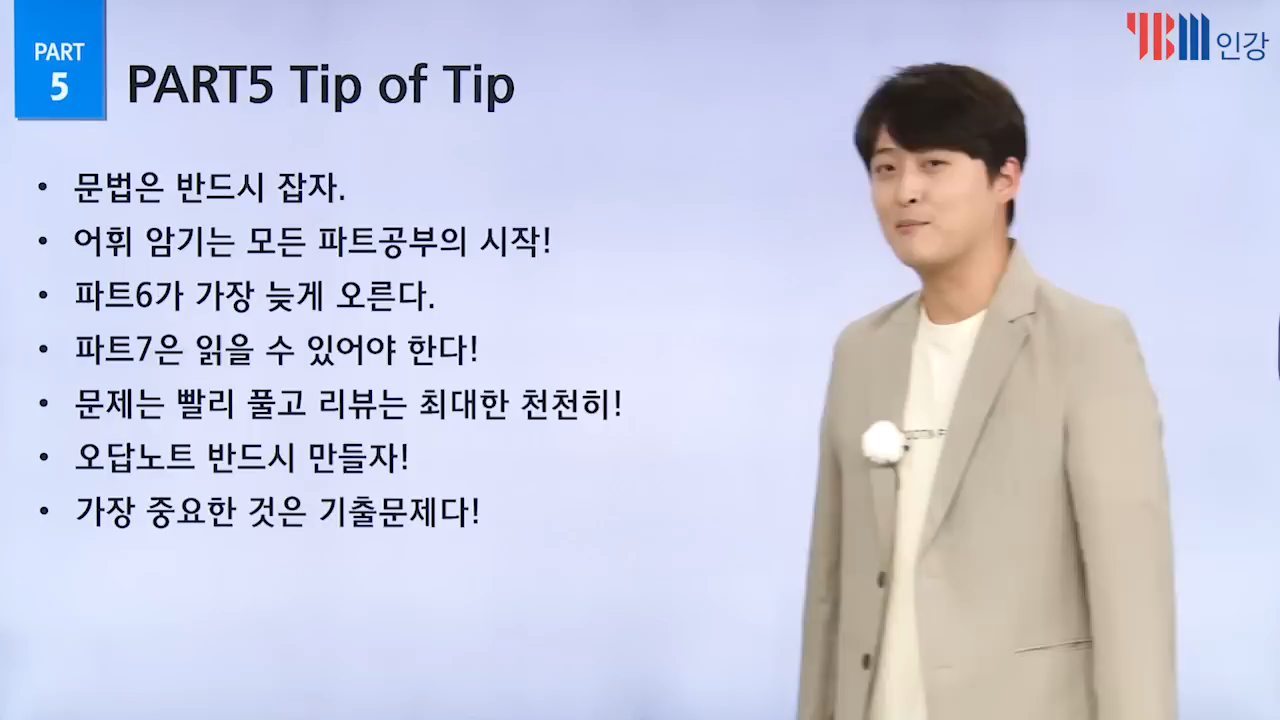 PART
5
PART5 Tip of Tip
YBM인강
• 문법은 반드시 잡자.
• 어휘 암기는 모든 파트공부의 시작!
• 파트6가 가장 늦게 오른다.
• 파트7은 읽을 수 있어야 한다!
• 문제는 빨리 풀고 리뷰는 최대한 천천히!
• 오답노트 반드시 만들자!
• 가장 중요한 것은 기출문제다!